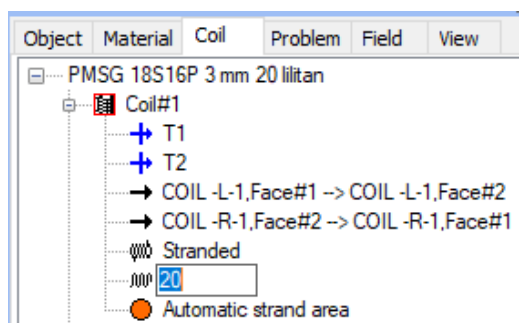 Object Material Coil Problem Field View
PMSG 18S16P 3 mm 20 lilitan
Coil#1
T1
T2
COIL -L-1,Face#1 --> COIL -L-1,Face#2
COIL -R-1,Face#2 --> COIL -R-1,Face#1
Stranded
20
Automatic strand area